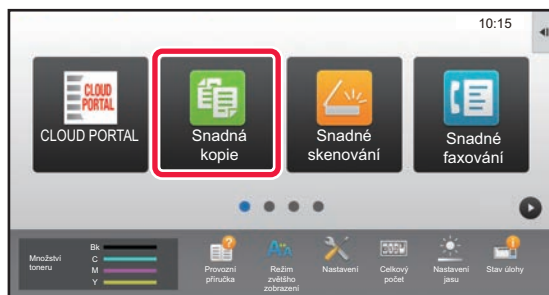 10:15
CLOUD
PORTAL
CLOUD PORTAL
Snadná
kopie
Snadné
skenování
Snadné
faxování
Množství
toneru
Bk
C
M
Y
Provozní
příručka
Režim
zvětšho
zobrazení
Nastavení
Celkový
počet
Nastavení
jasu
Stav úlohy